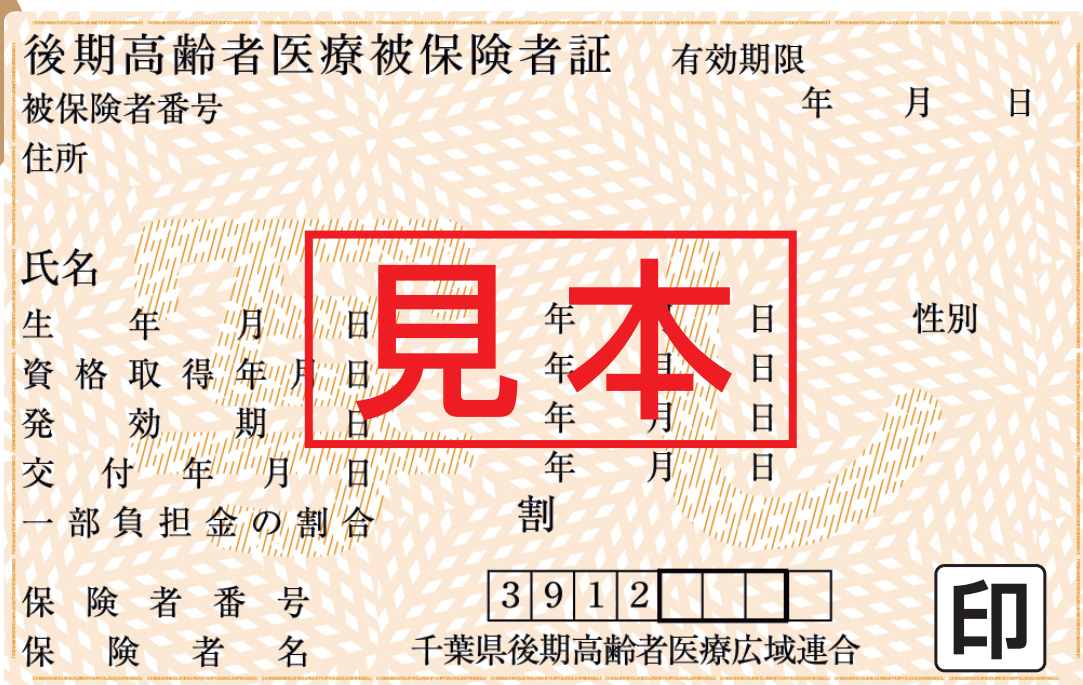 後期高齢者医療被保険者証 有効期限
被保険者番号 年 月 日
住所
氏名
生年月日 年 月 日 性別
資格取得年月日 年 月 日
発効期日 年 月 日
交付年月日 年 月 日
一部負担金の割合 割
見本
保険者番号 3912
保険者名 千葉県後期高齢者医療広域連合
印